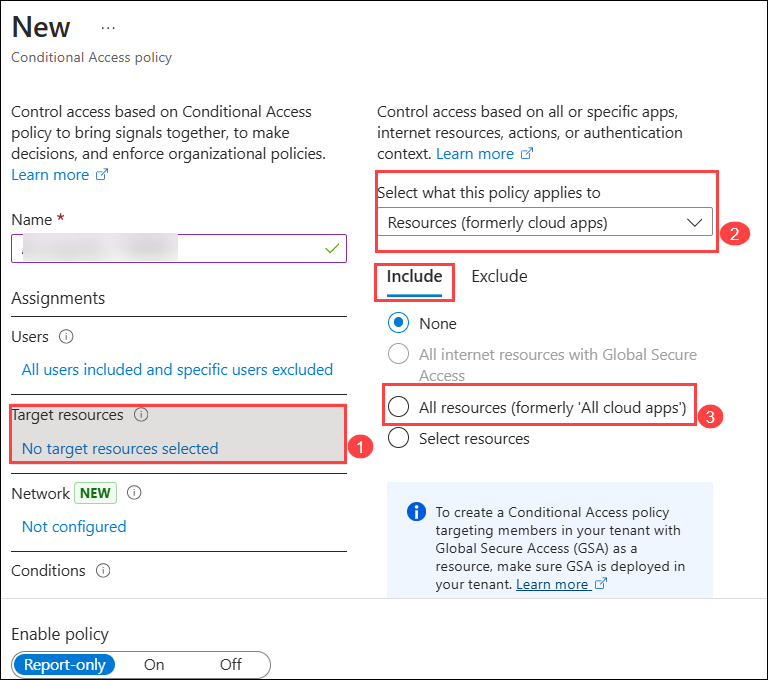 New ...
Conditional Access policy
Control access based on Conditional Access
policy to bring signals together, to make
decisions, and enforce organizational policies.
Learn more
Name *
Assignments
Users
All users included and specific users excluded
Target resources
No target resources selected
1
Network NEW
Not configured
Conditions
Control access based on all or specific apps,
internet resources, actions, or authentication
context. Learn more
Select what this policy applies to
Resources (formerly cloud apps)
2
Include Exclude
None
All internet resources with Global Secure
Access
All resources (formerly 'All cloud apps')
3
Select resources
To create a Conditional Access policy
targeting members in your tenant with
Global Secure Access (GSA) as a
resource, make sure GSA is deployed in
your tenant. Learn more
Enable policy
Report-only On Off